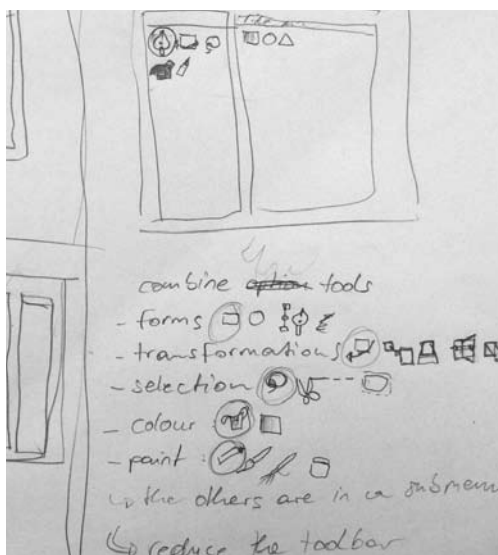 combine option tools
- forms
- transformations
- selection
- colour
- paint :
↳ the others are in a submenu
↳ reduce the toolbar